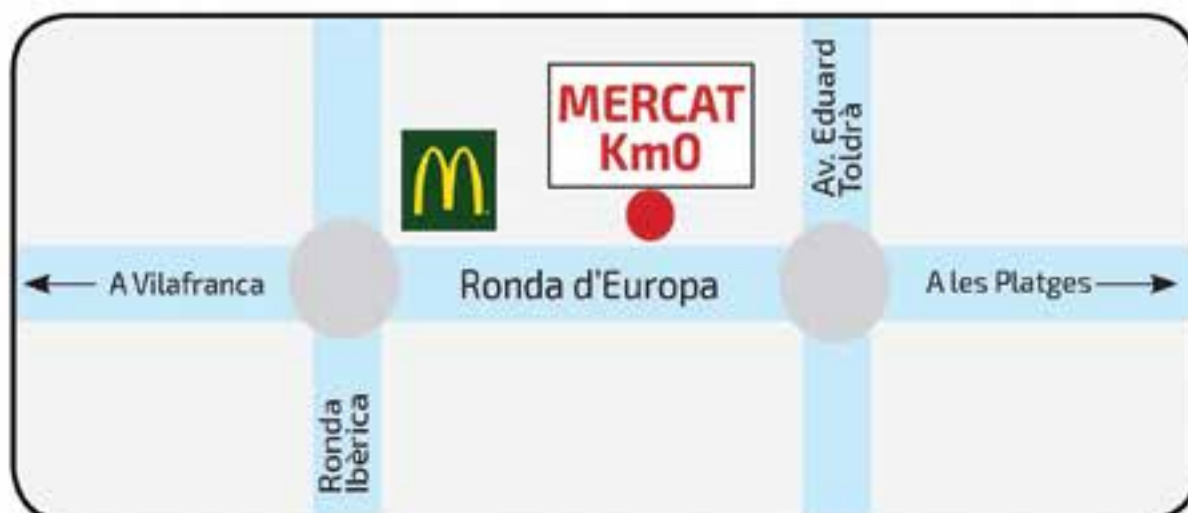 MERCAT
Km0
Av. Eduard
Toldrà
A Vilafranca
Ronda d'Europa
A les Platges
Ronda
Ibèrica